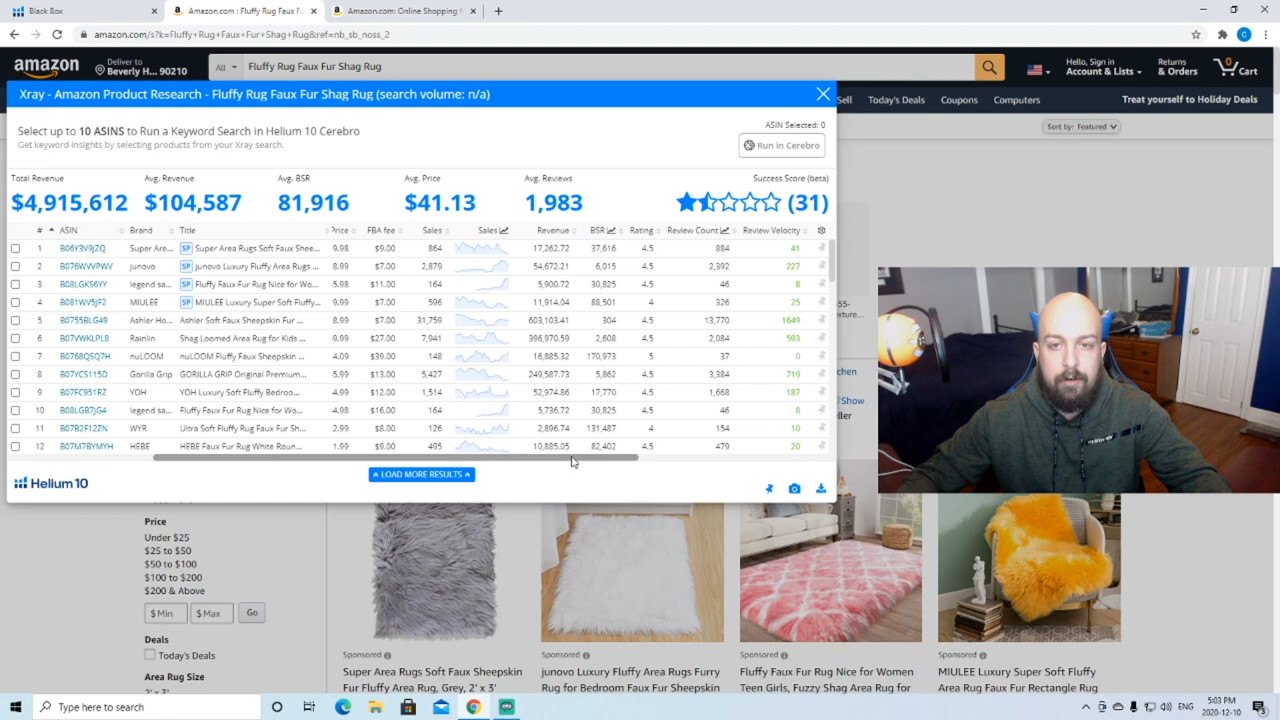 Black Box
Amazon.com : Fluffy Rug Faux F
Amazon.com: Online Shopping
amazon.com/s?k=Fluffy+Rug+Faux+Fur+Shag+Rug&ref=nb_sb_noss_2
amazon
Deliver to
Beverly H... 90210
All
Fluffy Rug Faux Fur Shag Rug
Hello, Sign in
Account & Lists
Returns
& Orders
0
Cart
Sell
Today's Deals
Coupons
Computers
Treat yourself to Holiday Deals
Xray - Amazon Product Research - Fluffy Rug Faux Fur Shag Rug (search volume: n/a)
Sort by: Featured
Select up to 10 ASINS to Run a Keyword Search in Helium 10 Cerebro
Get keyword insights by selecting products from your Xray search.
ASIN Selected: 0
Run in Cerebro
Total Revenue Avg. Revenue Avg. BSR Avg. Price Avg. Reviews Success Score (beta)
$4,915,612 $104,587 81,916 $41.13 1,983 (31)
# ASIN Brand Title Price FBA fee Sales Sales Revenue BSR Rating Review Count Review Velocity
1 B06Y3V9JZQ Super Are... SP Super Area Rugs Soft Faux Shee... 9.98 $9.00 864 17,262.72 37,616 4.5 884 41
2 B076WVVPWV junovo SP junovo Luxury Fluffy Area Rugs ... 8.99 $7.00 2,879 54,672.21 6,015 4.5 2,392 227
3 B08LGKS6YY legend sa... SP Fluffy Faux Fur Rug Nice for Wo... 5.98 $11.00 164 5,900.72 30,825 4.5 46 8
4 B081WV5JF2 MIULEE SP MIULEE Luxury Super Soft Fluffy... 9.99 $7.00 596 11,914.04 88,501 4 326 25
5 B0755BLG49 Ashler Ho... Ashler Soft Faux Sheepskin Fur ... 8.99 $7.00 31,759 603,103.41 304 4.5 13,770 1649
6 B07VWKLPL8 Rainlin Shag Loomed Area Rug for Kids ... 9.99 $27.00 7,941 396,970.59 2,608 4.5 2,084 593
7 B0768QSQ7H nuLOOM nuLOOM Fluffy Faux Sheepskin ... 4.09 $39.00 148 16,885.32 170,973 5 37 0
8 B07YCS115D Gorilla Grip GORILLA GRIP Original Premium... 5.99 $13.00 5,427 249,587.73 5,862 4.5 3,384 719
9 B07FC951RZ YOH YOH Luxury Soft Fluffy Bedroo... 4.99 $12.00 1,514 52,974.86 17,770 4.5 1,668 187
10 B08LGB7JG4 legend sa... Fluffy Faux Fur Rug Nice for Wo... 4.98 $16.00 164 5,736.72 30,825 4.5 46 8
11 B07B2F12ZN WYR Ultra Soft Fluffy Rug Faux Fur Sh... 2.99 $8.00 126 2,896.74 131,487 4 154 10
12 B07M7BYMYH HEBE HEBE Faux Fur Rug White Roun... 1.99 $9.00 495 10,885.05 82,402 4.5 479 20
LOAD MORE RESULTS
Helium 10
Price
Under $25
$25 to $50
$50 to $100
$100 to $200
$200 & Above
$ Min
$ Max
Go
Deals
Today's Deals
Area Rug Size
2' x 3'
Sponsored
Super Area Rugs Soft Faux Sheepskin
Fur Fluffy Area Rug, Grey, 2' x 3'
Sponsored
junovo Luxury Fluffy Area Rugs Furry
Rug for Bedroom Faux Fur Sheepskin
Sponsored
Fluffy Faux Fur Rug Nice for Women
Teen Girls, Fuzzy Shag Area Rug for
Sponsored
MIULEE Luxury Super Soft Fluffy
Area Rug Faux Fur Rectangle Rug
Show
Type here to search
ENG
5:03 PM
2020-12-10
3